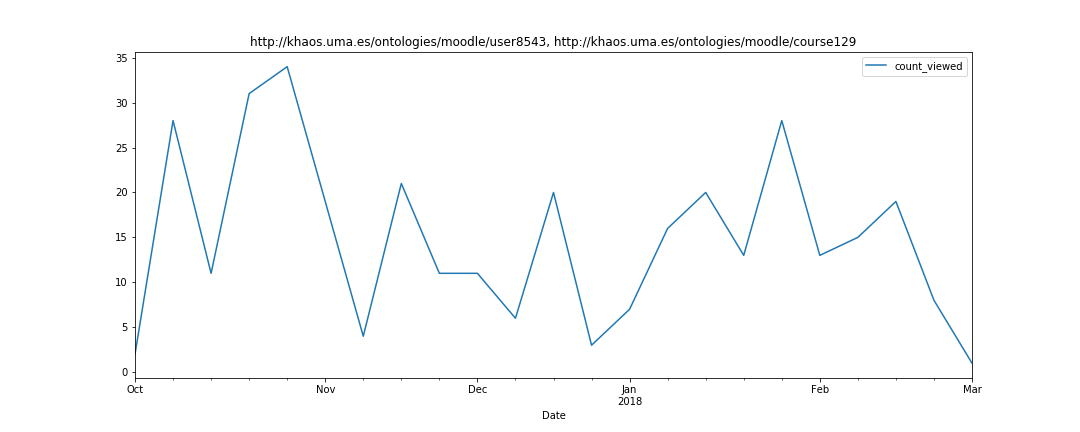 http://khaos.uma.es/ontologies/moodle/user8543, http://khaos.uma.es/ontologies/moodle/course129
count_viewed
35
30
25
20
15
10
5
0
Oct Nov Dec Jan Feb Mar
2018
Date